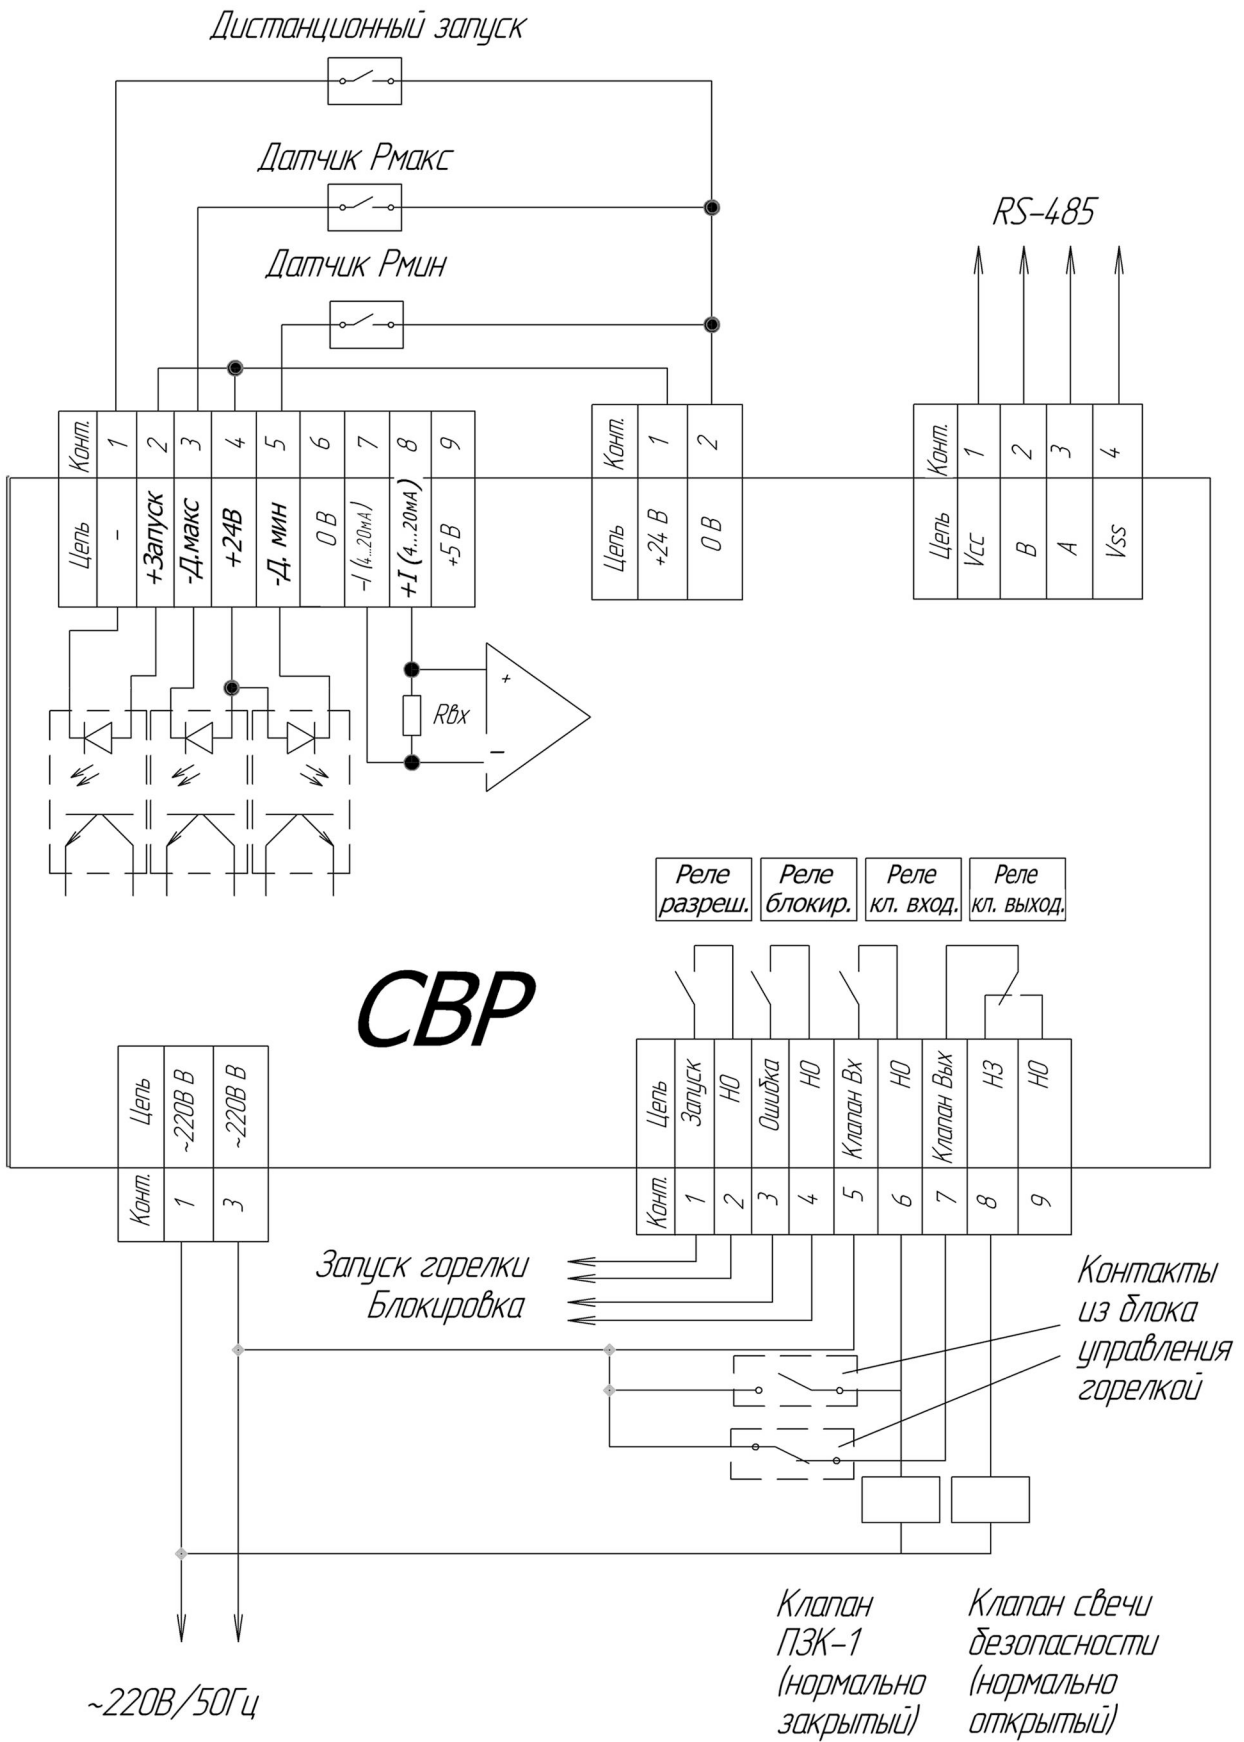 Дистанционный запуск
Датчик Рмакс
Датчик Рмин
RS-485
Конт. 1 2 3 4 5 6 7 8 9
Цепь - +Запуск -Д.макс +24В -Д. мин 0 В -I (4...20мА) +I (4...20мА) +5 В
Конт. 1 2
Цепь +24 В 0 В
Конт. 1 2 3 4
Цепь Vcc B A Vss
+
Rвх
-
Реле
разреш.
Реле
блокир.
Реле
кл. вход.
Реле
кл. выход.
СВР
Цепь ~220В В ~220В В
Конт. 1 3
Цепь Запуск НО Ошибка НО Клапан Вх НО Клапан Вых НЗ НО
Конт. 1 2 3 4 5 6 7 8 9
Запуск горелки
Блокировка
Контакты
из блока
управления
горелкой
~220В/50Гц
Клапан
ПЗК-1
(нормально
закрытый)
Клапан свечи
безопасности
(нормально
открытый)